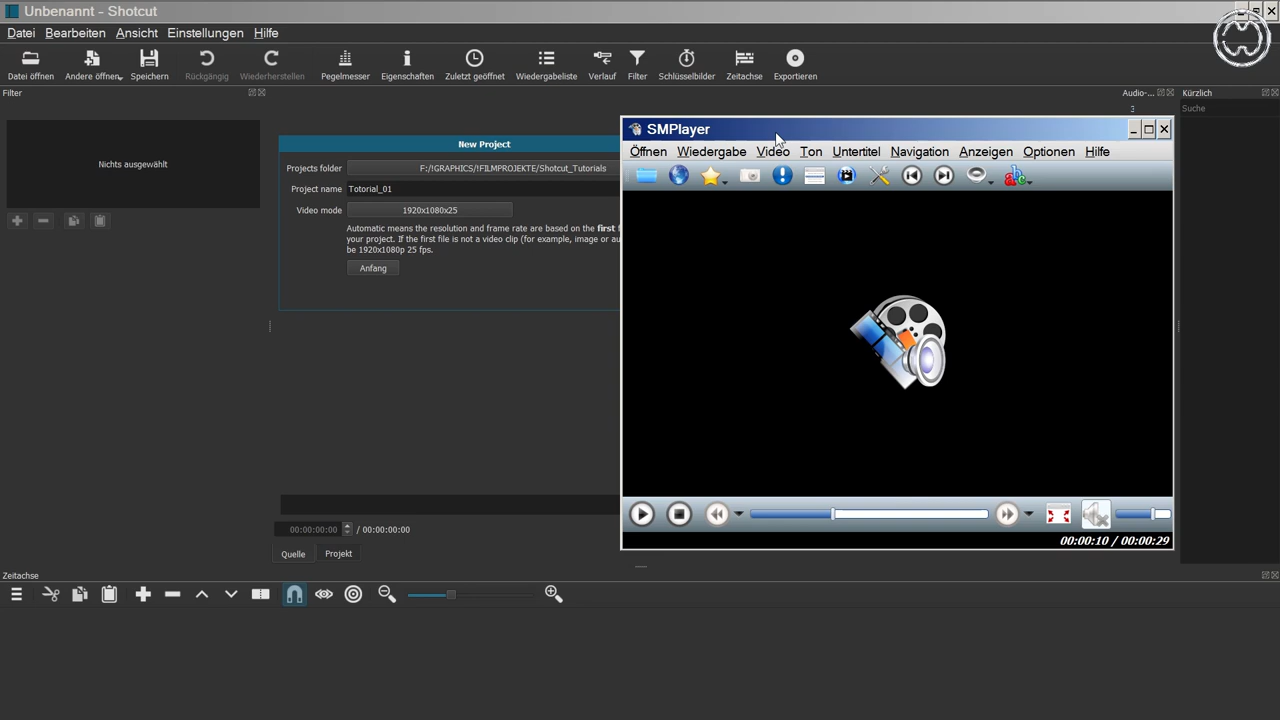 Unbenannt - Shotcut
Datei Bearbeiten Ansicht Einstellungen Hilfe
Datei öffnen Andere öffnen Speichern Rückgängig Wiederherstellen Pegelmesser Eigenschaften Zuletzt geöffnet Wiedergabeliste Verlauf Filter Schlüsselbilder Zeitachse Exportieren
Filter
Audio-...
Kürzlich
3
Suche
Nichts ausgewählt
New Project
Projects folder F:/!GRAPHICS/!FILMPROJEKTE/Shotcut_Tutorials
Project name Totorial_01
Video mode 1920x1080x25
Automatic means the resolution and frame rate are based on the first
your project. If the first file is not a video clip (for example, image or au
be 1920x1080p 25 fps.
Anfang
SMPlayer
Öffnen Wiedergabe Video Ton Untertitel Navigation Anzeigen Optionen Hilfe
abc
00:00:10 / 00:00:29
00:00:00:00 / 00:00:00:00
Quelle Projekt
Zeitachse